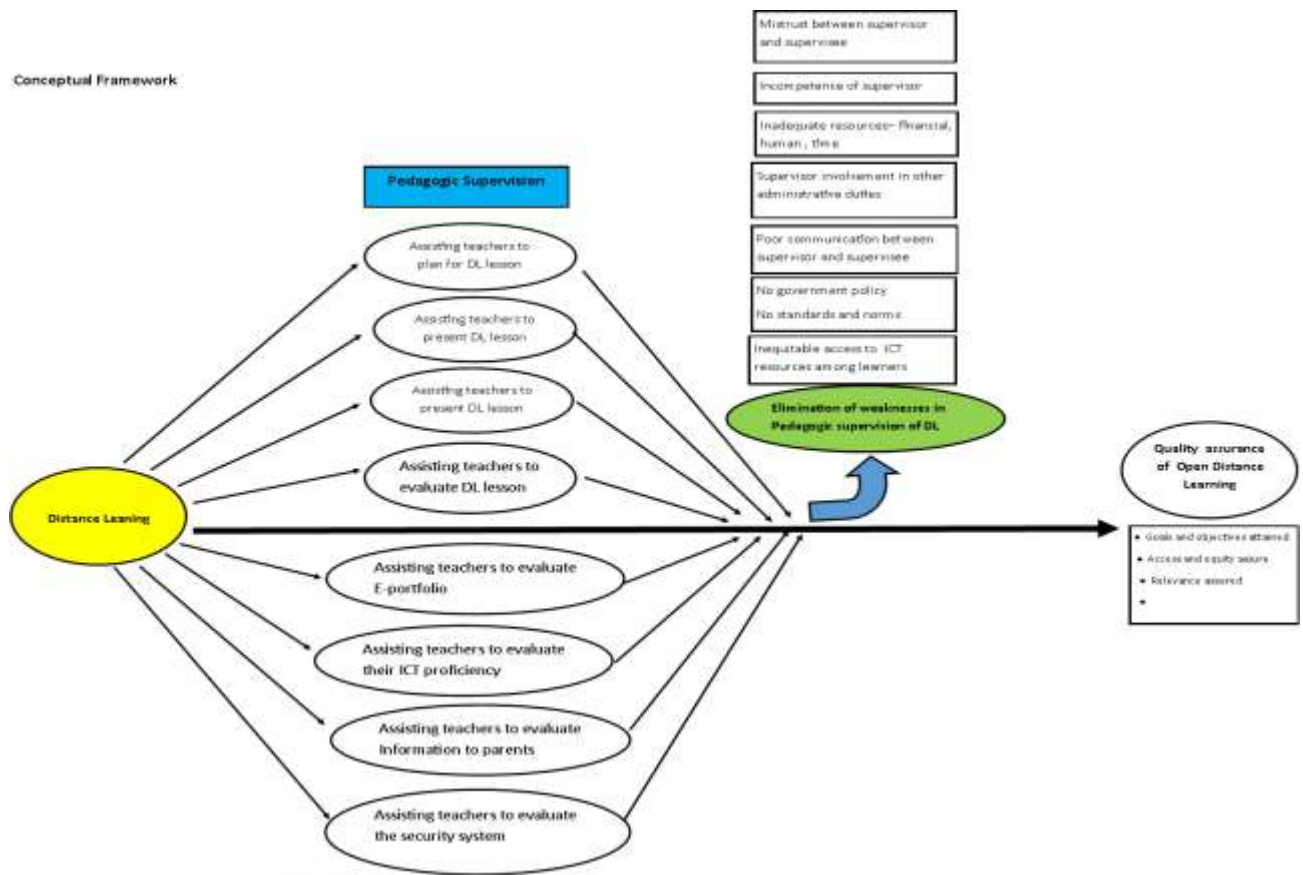 Conceptual Framework
Mistrust between supervisor
and supervisee
Incompetence of supervisor
Inadequate resources– financial,
human , time
Supervisor involvement in other
administrative duties
Poor communication between
supervisor and supervisee
No government policy
No standards and norms
Inequitable access to ICT
resources among learners
Elimination of weaknesses in
Pedagogic supervision of DL
Pedagogic Supervision
Assisting teachers to
plan for DL lesson
Assisting teachers to
present DL lesson
Assisting teachers to
present DL lesson
Assisting teachers to
evaluate DL lesson
Distance Leaning
Assisting teachers to evaluate
E-portfolio
Assisting teachers to evaluate
their ICT proficiency
Assisting teachers to evaluate
Information to parents
Assisting teachers to evaluate
the security system
Quality assurance
of Open Distance
Learning
• Goals and objectives attained
• Access and equity assure
• Relevance assured
•